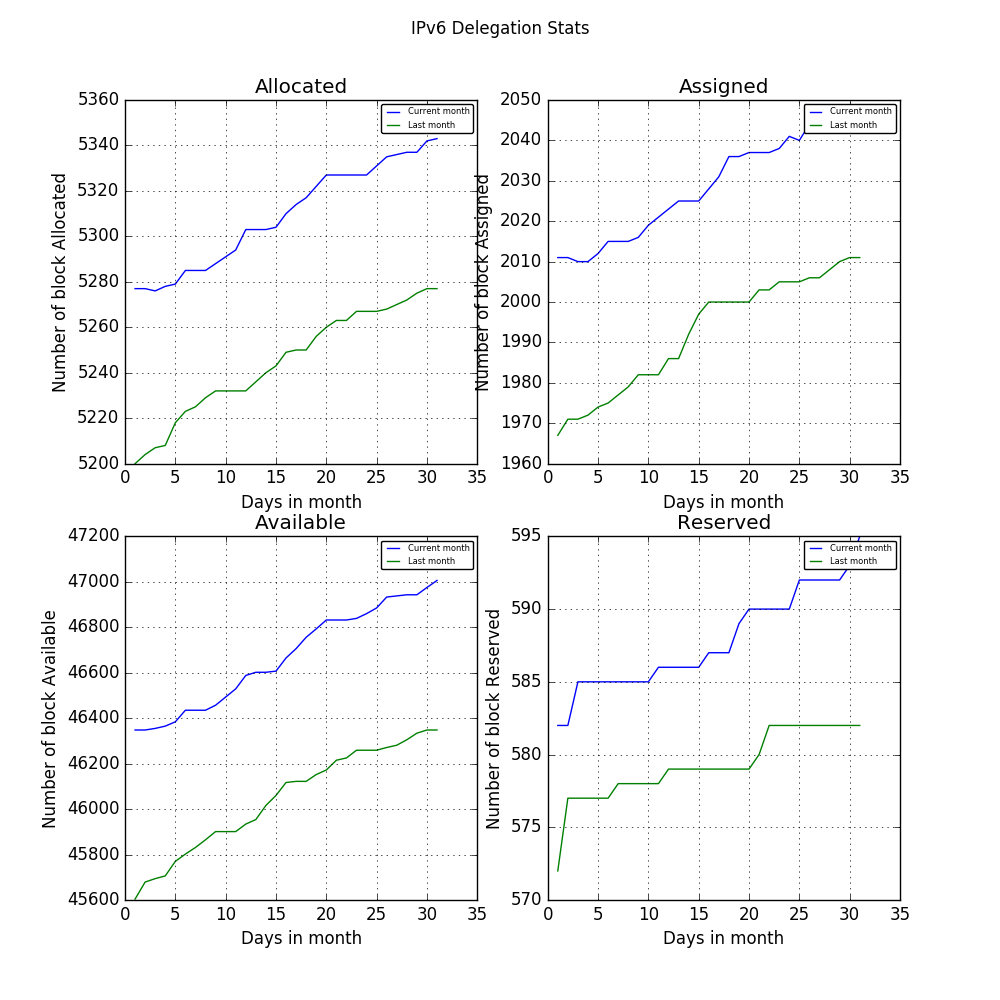 IPv6 Delegation Stats
Allocated
Number of block Allocated
5360
5340
5320
5300
5280
5260
5240
5220
5200
Current month
Last month
0 5 10 15 20 25 30 35
Days in month
Assigned
Number of block Assigned
2050
2040
2030
2020
2010
2000
1990
1980
1970
1960
Current month
Last month
0 5 10 15 20 25 30 35
Days in month
Available
Number of block Available
47200
47000
46800
46600
46400
46200
46000
45800
45600
Current month
Last month
0 5 10 15 20 25 30 35
Days in month
Reserved
Number of block Reserved
595
590
585
580
575
570
Current month
Last month
0 5 10 15 20 25 30 35
Days in month